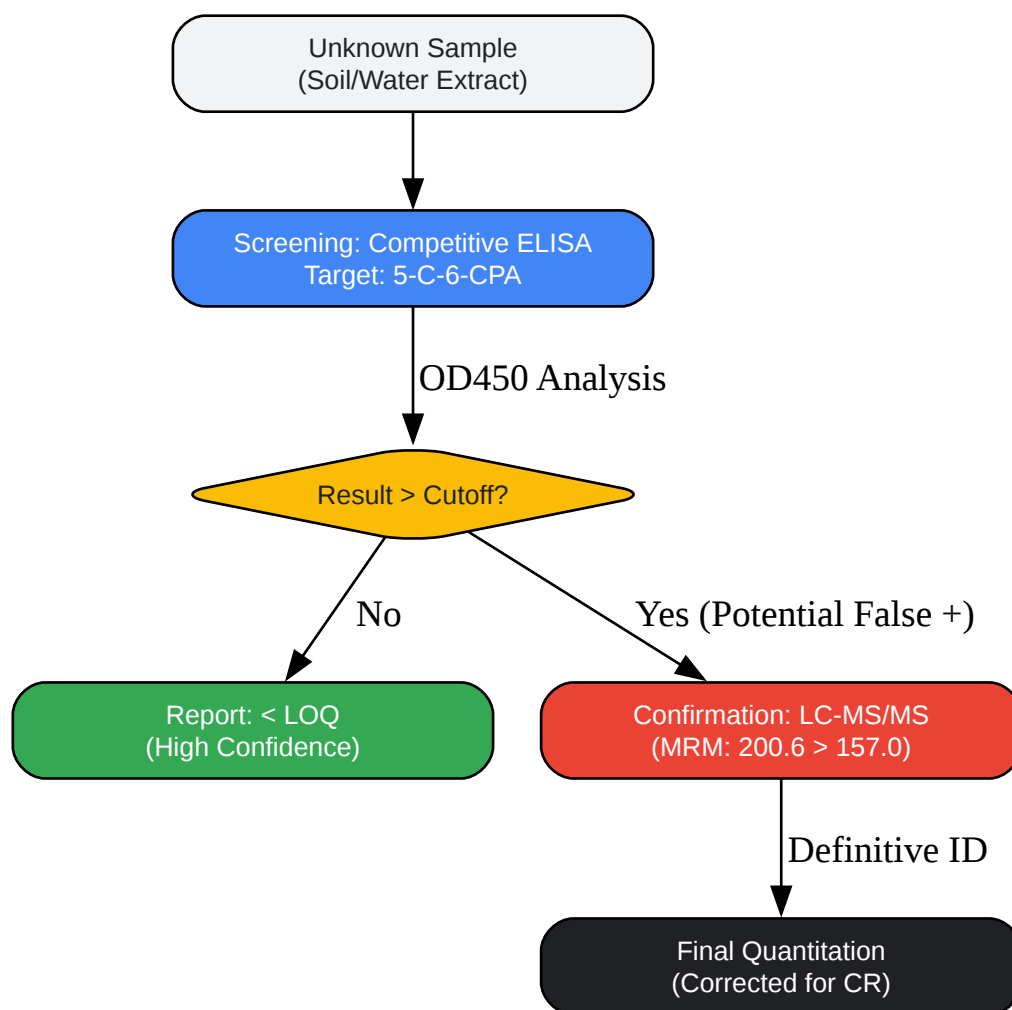 Unknown Sample
(Soil/Water Extract)
Screening: Competitive ELISA
Target: 5-C-6-CPA
OD450 Analysis
Result > Cutoff?
No
Yes (Potential False +)
Report: < LOQ
(High Confidence)
Confirmation: LC-MS/MS
(MRM: 200.6 > 157.0)
Definitive ID
Final Quantitation
(Corrected for CR)